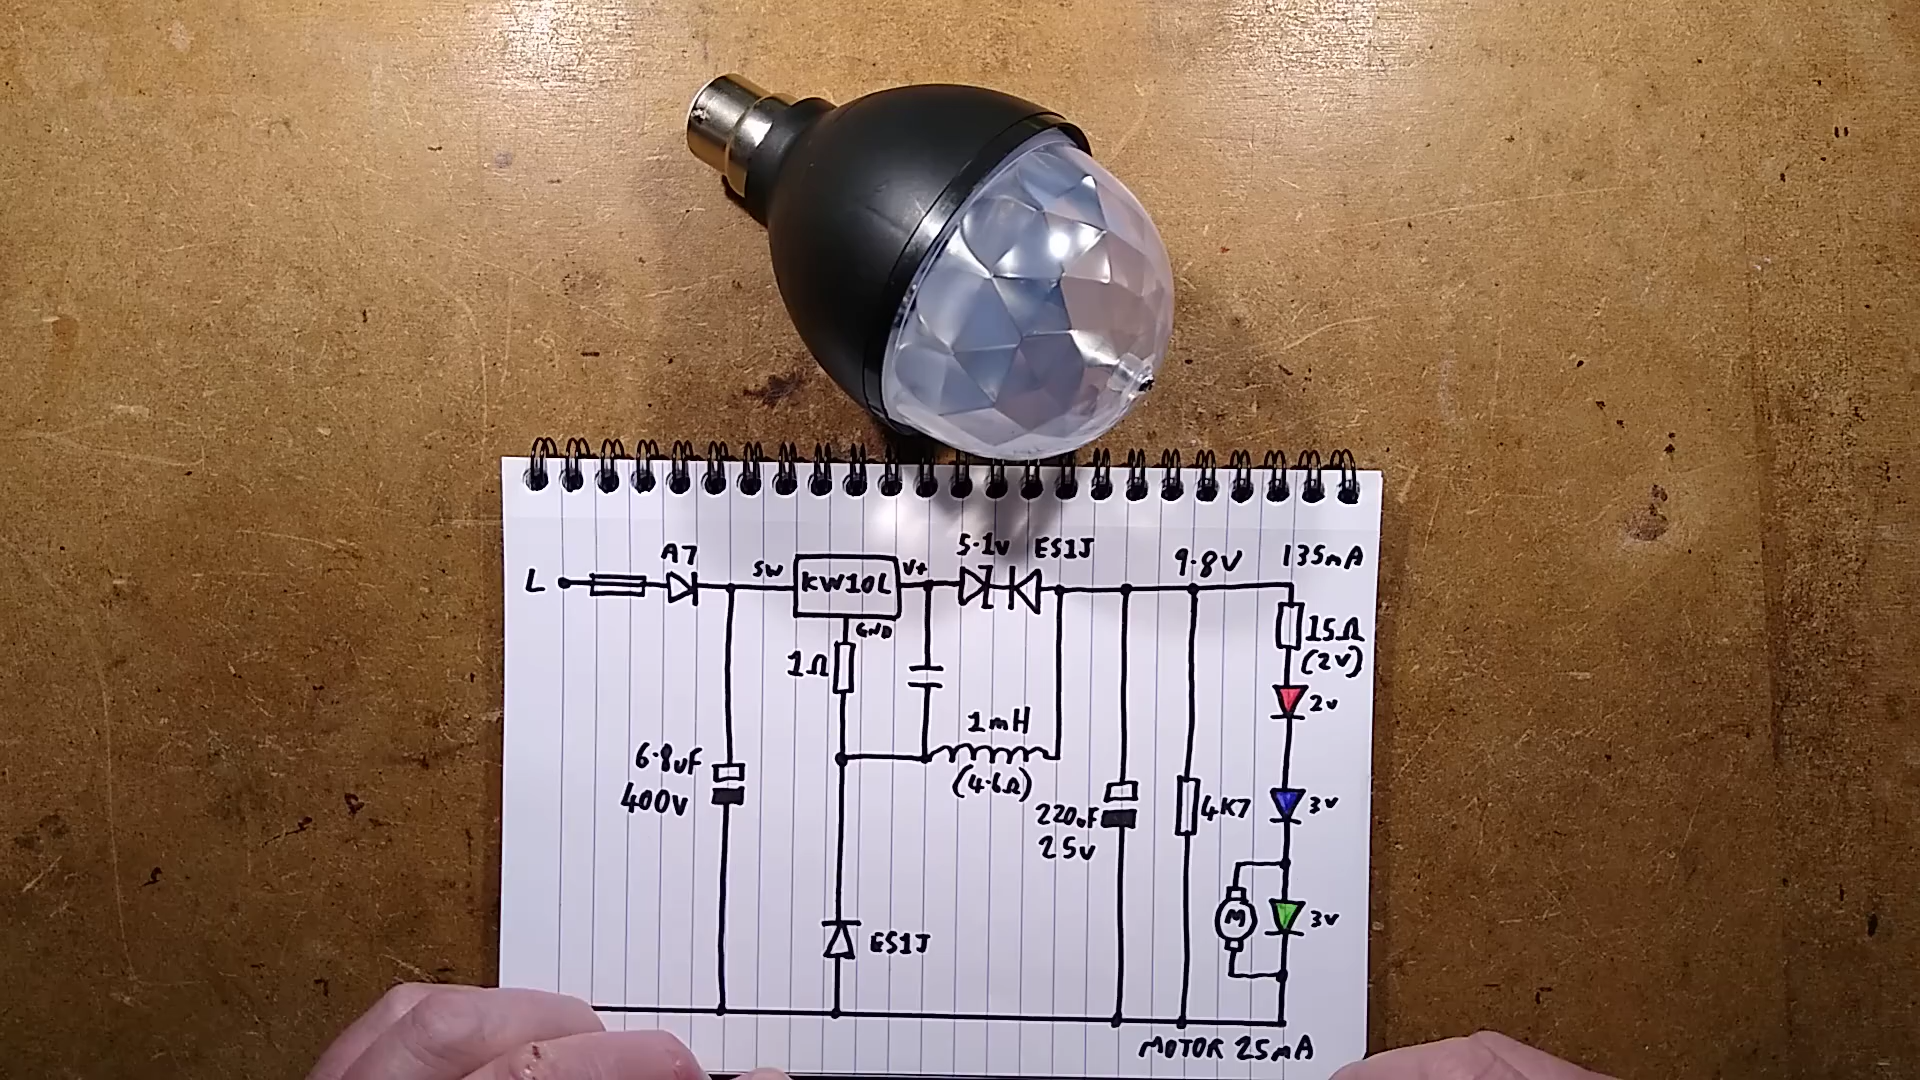 A7
5.1v
ES1J
9.8V
135mA
L
SW
KW10L
V+
GND
1Ω
15Ω
(2V)
2v
1mH
(4.6Ω)
6.8uF
400V
220uF
25v
4K7
3v
M
3v
ES1J
MOTOR 25mA